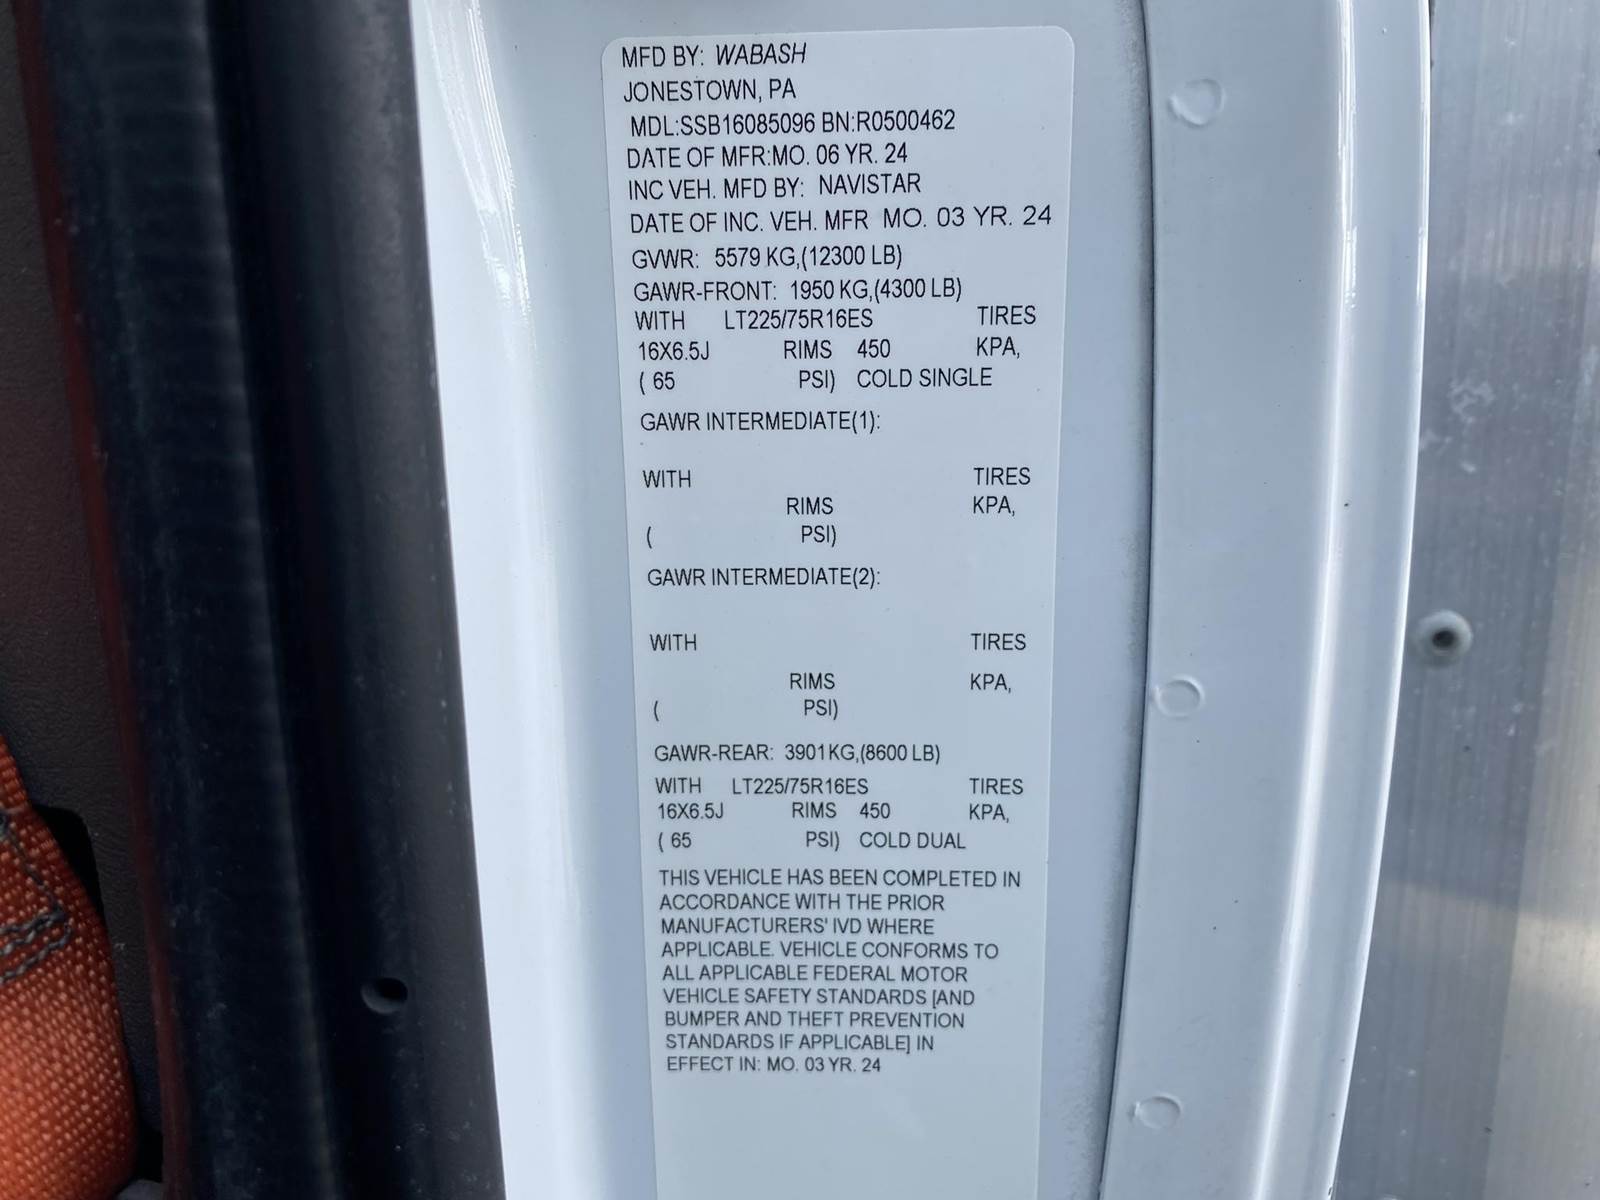 MFD BY: WABASH
JONESTOWN, PA
MDL:SSB16085096 BN:R0500462
DATE OF MFR:MO. 06 YR. 24
INC VEH. MFD BY: NAVISTAR
DATE OF INC. VEH. MFR MO. 03 YR. 24
GVWR: 5579 KG,(12300 LB)
GAWR-FRONT: 1950 KG,(4300 LB)
WITH LT225/75R16ES TIRES
16X6.5J RIMS 450 KPA,
( 65 PSI) COLD SINGLE
GAWR INTERMEDIATE(1):
WITH TIRES
RIMS KPA,
( PSI)
GAWR INTERMEDIATE(2):
WITH TIRES
RIMS KPA,
( PSI)
GAWR-REAR: 3901KG,(8600 LB)
WITH LT225/75R16ES TIRES
16X6.5J RIMS 450 KPA,
( 65 PSI) COLD DUAL
THIS VEHICLE HAS BEEN COMPLETED IN
ACCORDANCE WITH THE PRIOR
MANUFACTURERS' IVD WHERE
APPLICABLE. VEHICLE CONFORMS TO
ALL APPLICABLE FEDERAL MOTOR
VEHICLE SAFETY STANDARDS [AND
BUMPER AND THEFT PREVENTION
STANDARDS IF APPLICABLE] IN
EFFECT IN: MO. 03 YR. 24